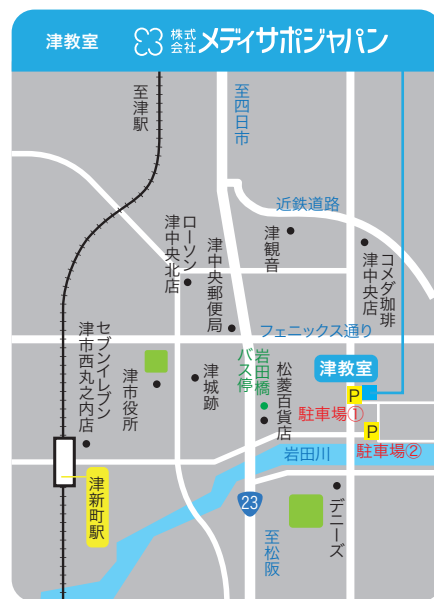 津教室
株式
会社
メディサポジャパン
至津駅
至四日市
近鉄道路
津観音
ローソン
津中央北店
津中央郵便局
コメダ珈琲
津中央店
フェニックス通り
セブンイレブン
津市西丸之内店
津市役所
津城跡
岩田橋
バス停
松菱百貨店
津教室
P
駐車場①
P
駐車場②
岩田川
津新町駅
23
デニーズ
至松阪